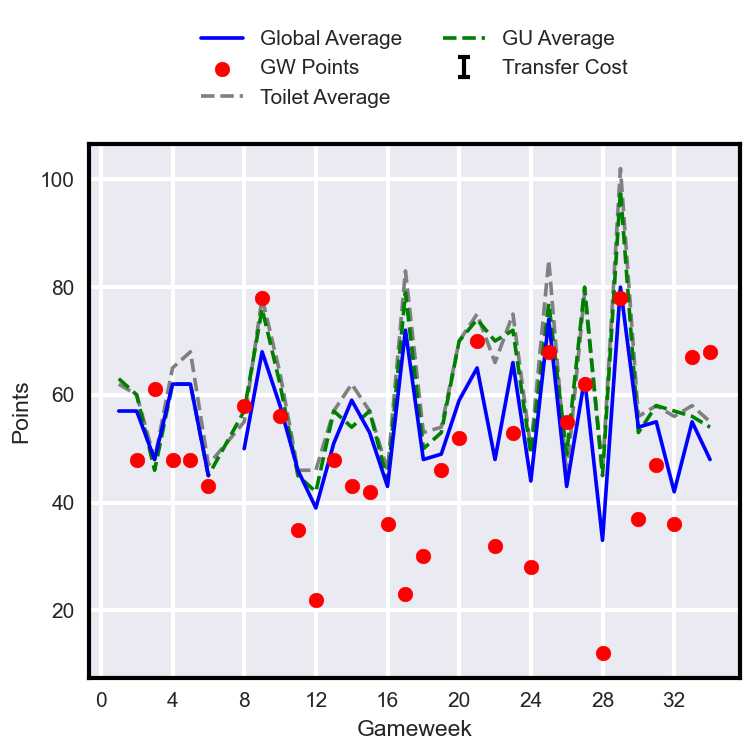 Global Average
GW Points
Toilet Average
GU Average
Transfer Cost
100
80
60
40
20
Points
0 4 8 12 16 20 24 28 32
Gameweek